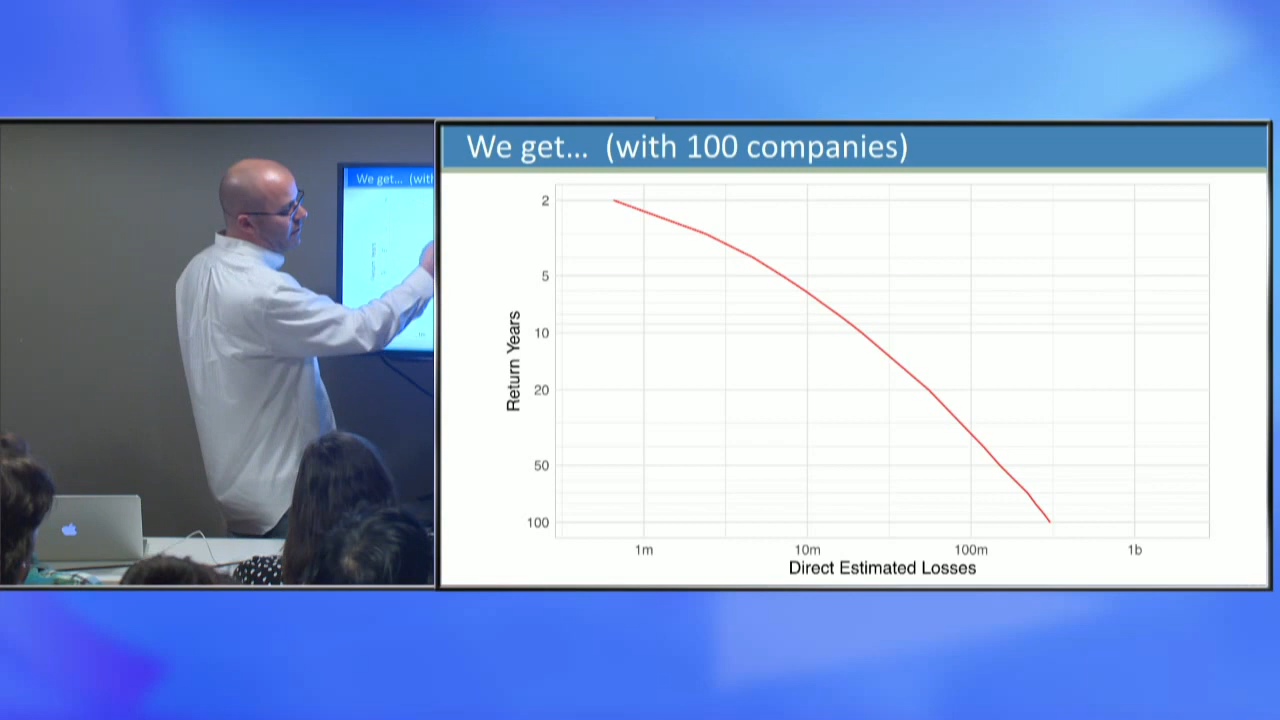 We get... (with
We get... (with 100 companies)
2
5
10
20
50
100
Return Years
1m
10m
100m
1b
Direct Estimated Losses